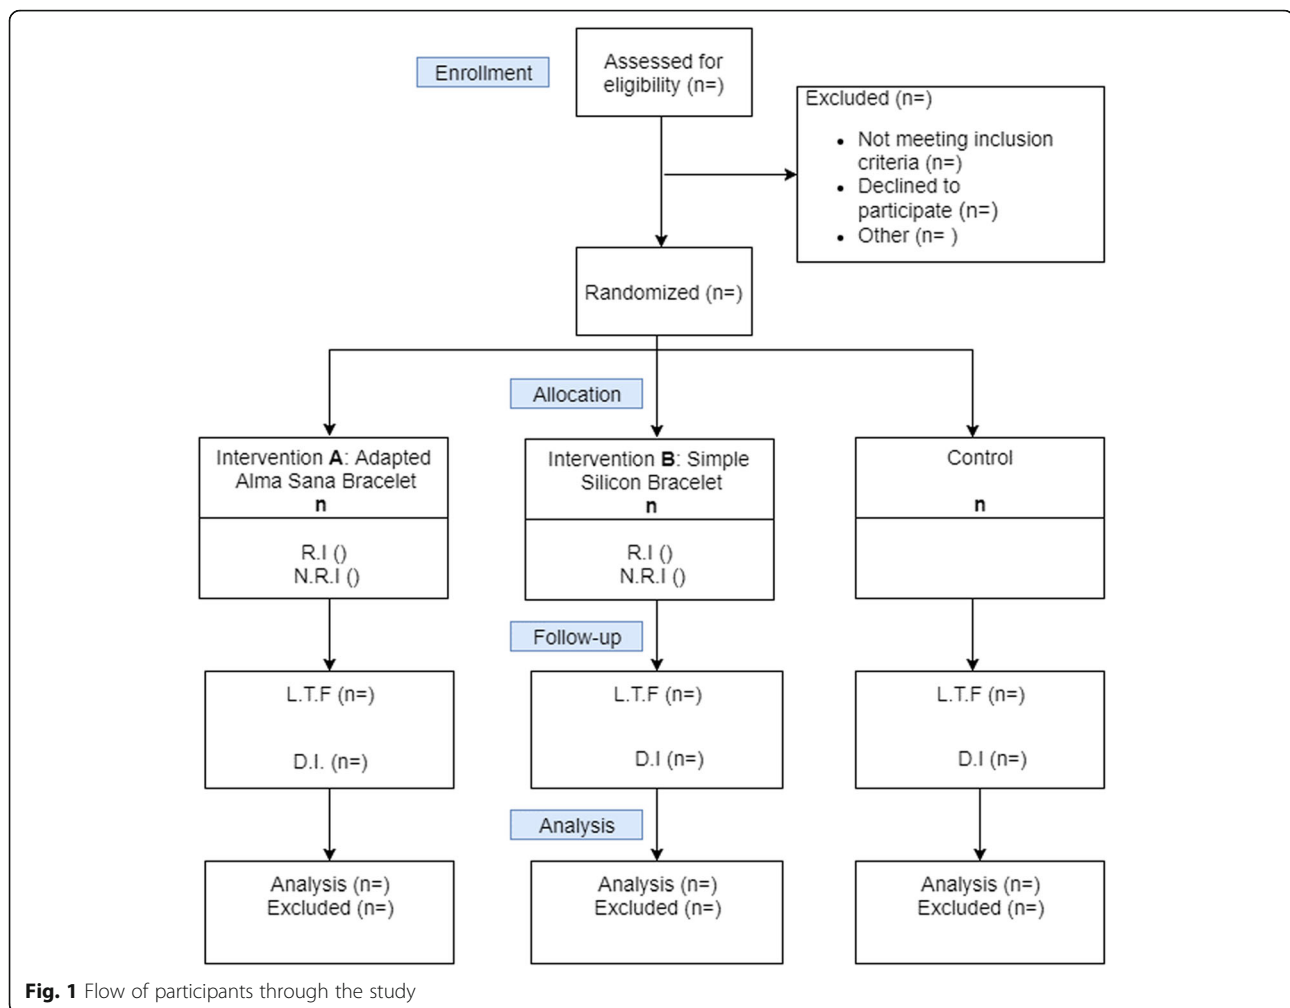 Enrollment
Assessed for
eligibility (n=)
Excluded (n=)
• Not meeting inclusion
criteria (n=)
• Declined to
participate (n=)
• Other (n= )
Randomized (n=)
Allocation
Intervention A: Adapted
Alma Sana Bracelet
n
R.I ()
N.R.I ()
Intervention B: Simple
Silicon Bracelet
n
R.I ()
N.R.I ()
Control
n
Follow-up
L.T.F (n=)
D.I. (n=)
L.T.F (n=)
D.I (n=)
L.T.F (n=)
D.I (n=)
Analysis
Analysis (n=)
Excluded (n=)
Analysis (n=)
Excluded (n=)
Analysis (n=)
Excluded (n=)
Fig. 1 Flow of participants through the study